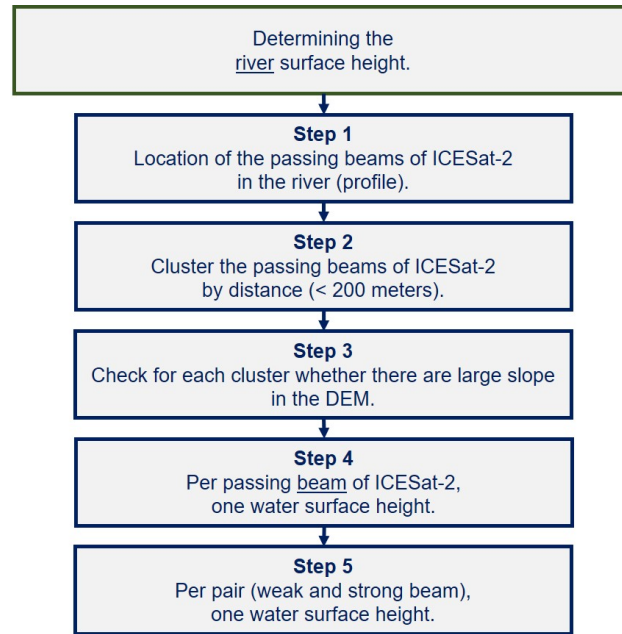 Determining the
river surface height.
Step 1
Location of the passing beams of ICESat-2
in the river (profile).
Step 2
Cluster the passing beams of ICESat-2
by distance (< 200 meters).
Step 3
Check for each cluster whether there are large slope
in the DEM.
Step 4
Per passing beam of ICESat-2,
one water surface height.
Step 5
Per pair (weak and strong beam),
one water surface height.